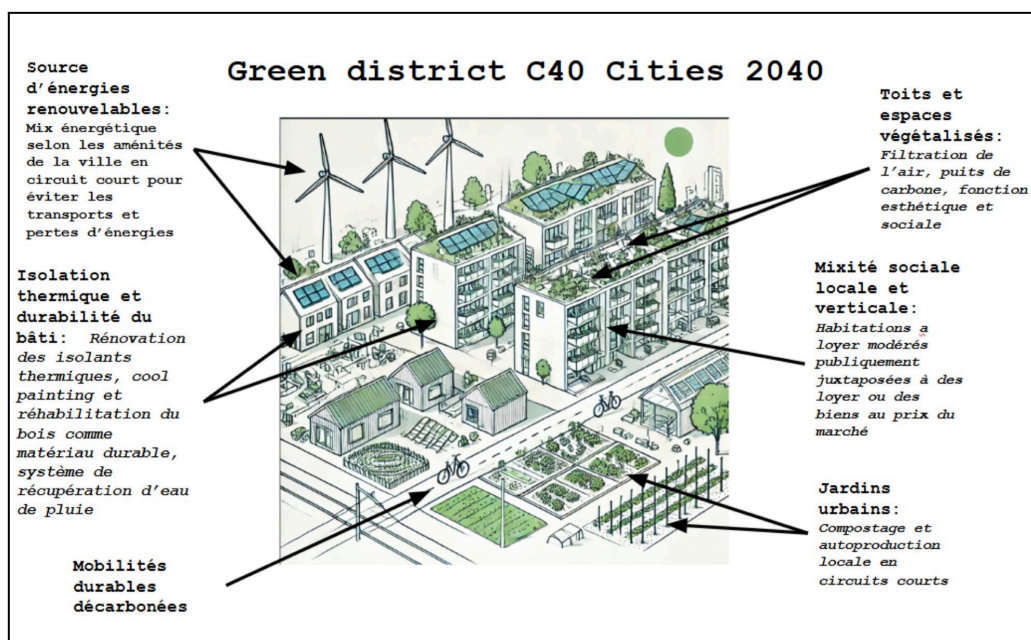 Green district C40 Cities 2040
Source
d’énergies
renouvelables:
Mix énergétique
selon les aménités
de la ville en
circuit court pour
éviter les
transports et
pertes d’énergies
Isolation
thermique et
durabilité du
bâti: Rénovation
des isolants
thermiques, cool
painting et
réhabilitation du
bois comme
matériau durable,
système de
récupération d’eau
de pluie
Mobilités
durables
décarbonées
Toits et
espaces
végétalisés:
Filtration de
l’air, puits de
carbone, fonction
esthétique et
sociale
Mixité sociale
locale et
verticale:
Habitations a
loyer modérés
publiquement
juxtaposées à des
loyer ou des
biens au prix du
marché
Jardins
urbains:
Compostage et
autoproduction
locale en
circuits courts